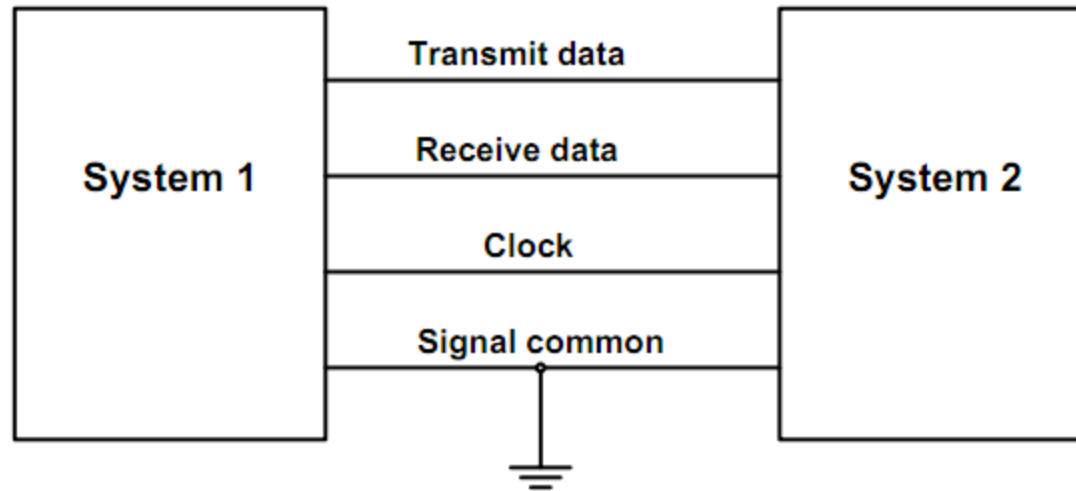 Transmit data
Receive data
System 1
System 2
Clock
Signal common